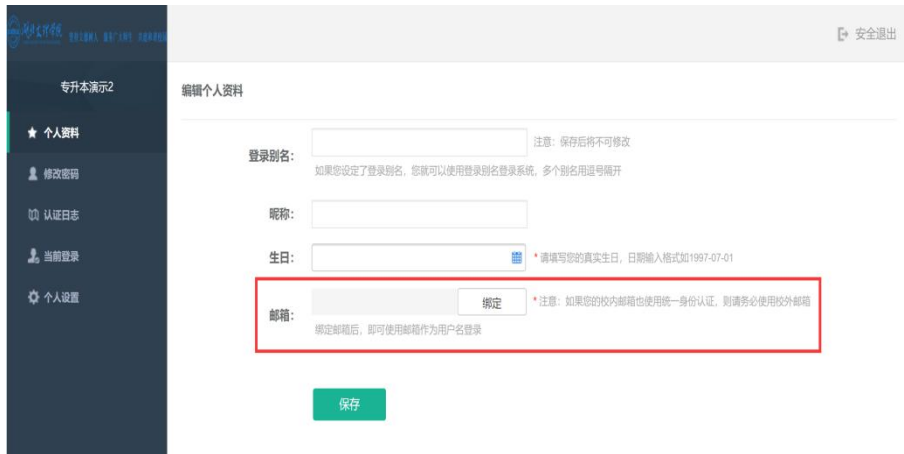 安全退出
专升本演示2
编辑个人资料
个人资料
修改密码
认证日志
当前登录
个人设置
登录别名:
注意：保存后将不可修改
如果您设定了登录别名，您就可以使用登录别名登录系统，多个别名用逗号隔开
昵称:
生日:
* 请填写您的真实生日，日期输入格式如1997-07-01
邮箱:
绑定
* 注意：如果您的校内邮箱也使用统一身份认证，则请务必使用校外邮箱
绑定邮箱后，即可使用邮箱作为用户名登录
保存